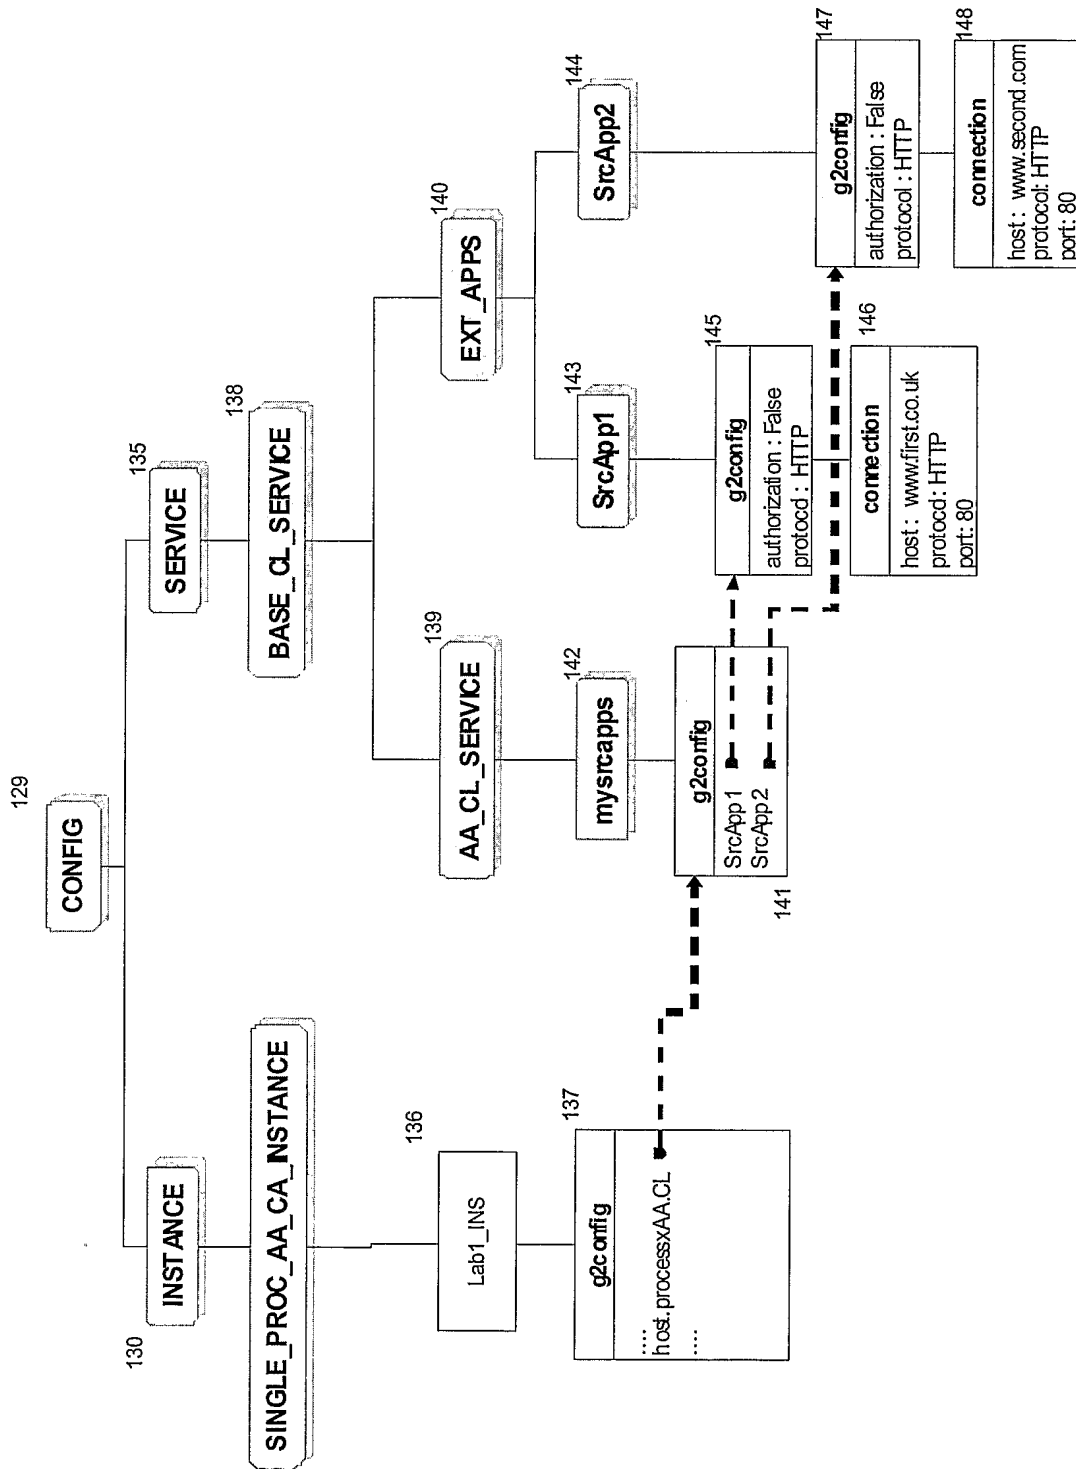 129
CONFIG
130
INSTANCE
135
SERVICE
SINGLE_PROC_AA_CA_INSTANCE
138
BASE_CL_SERVICE
136
Lab1_INS
139
AA_CL_SERVICE
140
EXT_APPS
137
g2config
....
host.processxAA.CL
....
142
mysrcapps
143
SrcApp1
144
SrcApp2
141
g2config
SrcApp1
SrcApp2
145
g2config
authorization : False
protocol : HTTP
146
connection
host : www.first.co.uk
protocol : HTTP
port : 80
147
g2config
authorization : False
protocol : HTTP
148
connection
host : www.second.com
protocol: HTTP
port : 80